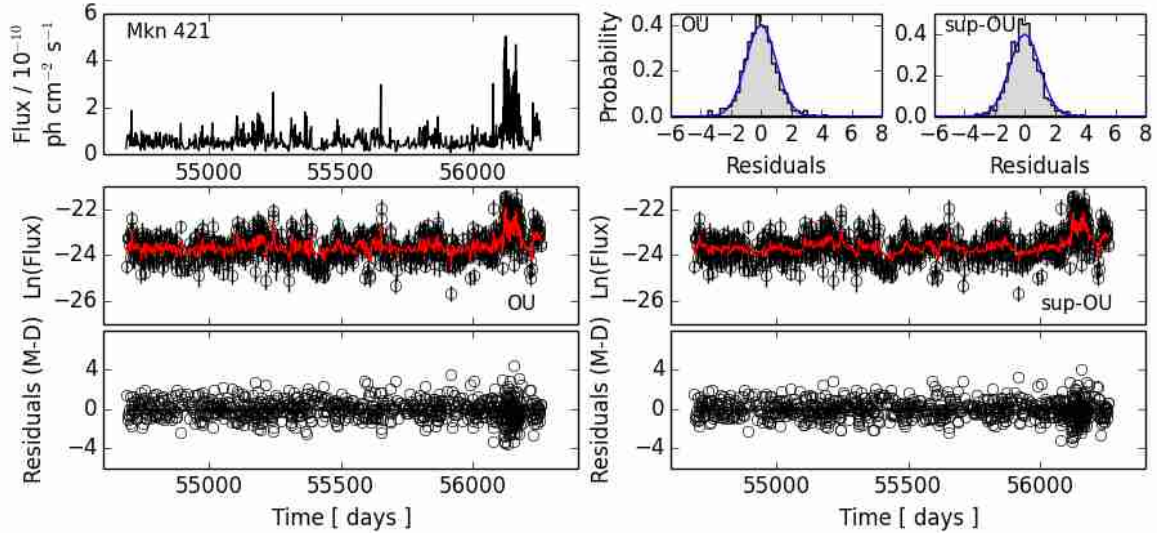 Mkn 421
Flux / 10⁻¹⁰
ph cm⁻² s⁻¹
6
4
2
0
55000 55500 56000
OU
Probability
0.4
0.2
0.0
−6 −4 −2 0 2 4 6 8
Residuals
sup-OU
0.4
0.2
0.0
−6 −4 −2 0 2 4 6 8
Residuals
Ln(Flux)
−22
−24
−26
OU
Ln(Flux)
−22
−24
−26
sup-OU
Residuals (M-D)
4
0
−4
55000 55500 56000
Time [ days ]
Residuals (M-D)
4
0
−4
55000 55500 56000
Time [ days ]